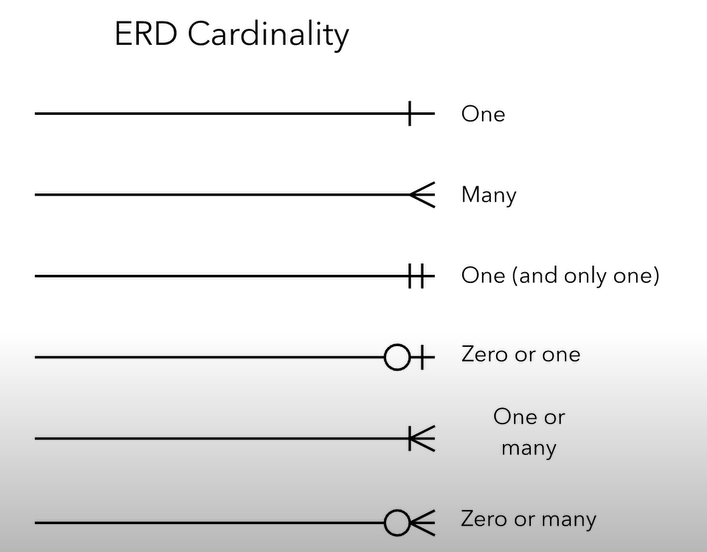 ERD Cardinality
One
Many
One (and only one)
Zero or one
One or
many
Zero or many